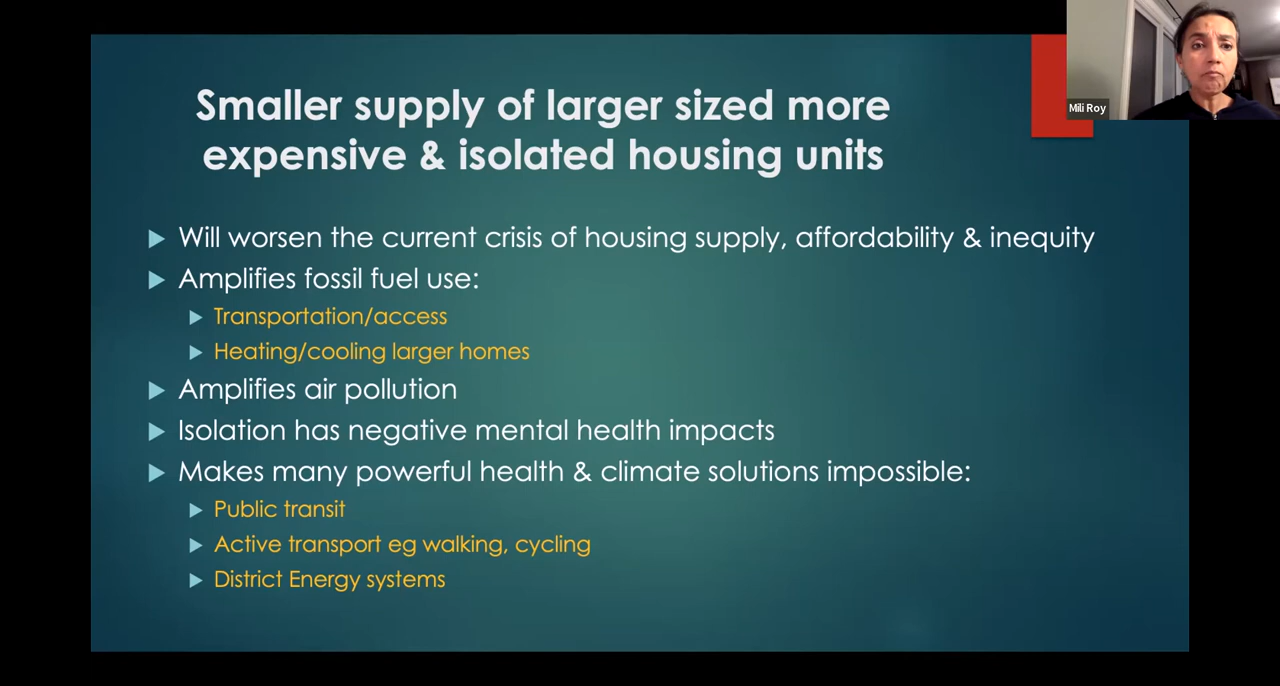 Smaller supply of larger sized more
expensive & isolated housing units
Will worsen the current crisis of housing supply, affordability & inequity
Amplifies fossil fuel use:
Transportation/access
Heating/cooling larger homes
Amplifies air pollution
Isolation has negative mental health impacts
Makes many powerful health & climate solutions impossible:
Public transit
Active transport eg walking, cycling
District Energy systems
Mili Roy